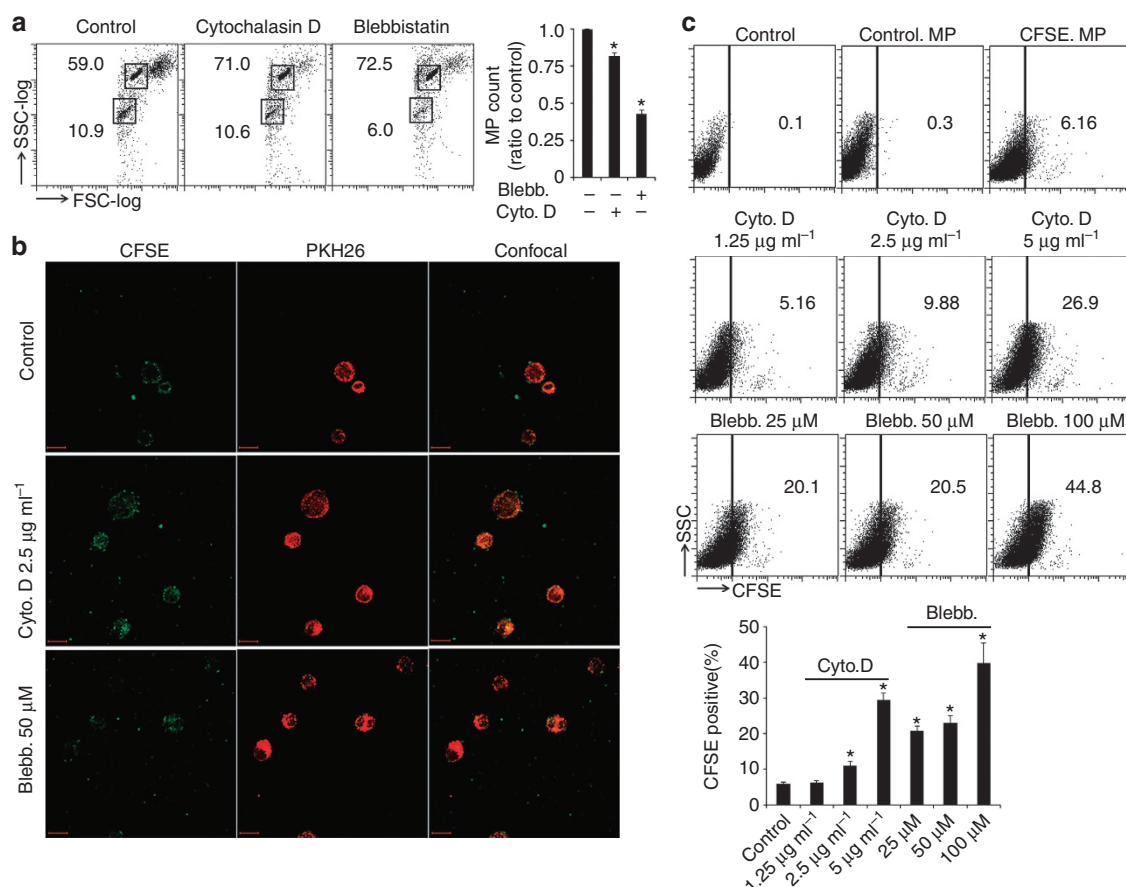 a
Control
Cytochalasin D
Blebbistatin
59.0
71.0
72.5
10.9
10.6
6.0
SSC-log
FSC-log
MP count
(ratio to control)
1.0
0.75
0.5
0.25
0
*
*
Blebb. – – +
Cyto. D – + –
b
CFSE
PKH26
Confocal
Control
Cyto. D 2.5 µg ml⁻¹
Blebb. 50 µM
c
Control
Control. MP
CFSE. MP
0.1
0.3
6.16
Cyto. D
1.25 µg ml⁻¹
Cyto. D
2.5 µg ml⁻¹
Cyto. D
5 µg ml⁻¹
5.16
9.88
26.9
Blebb. 25 µM
Blebb. 50 µM
Blebb. 100 µM
20.1
20.5
44.8
SSC
CFSE
CFSE positive(%)
50
40
30
20
10
0
Blebb.
Cyto.D
*
*
*
*
*
Control
1.25 µg ml⁻¹
2.5 µg ml⁻¹
5 µg ml⁻¹
25 µM
50 µM
100 µM